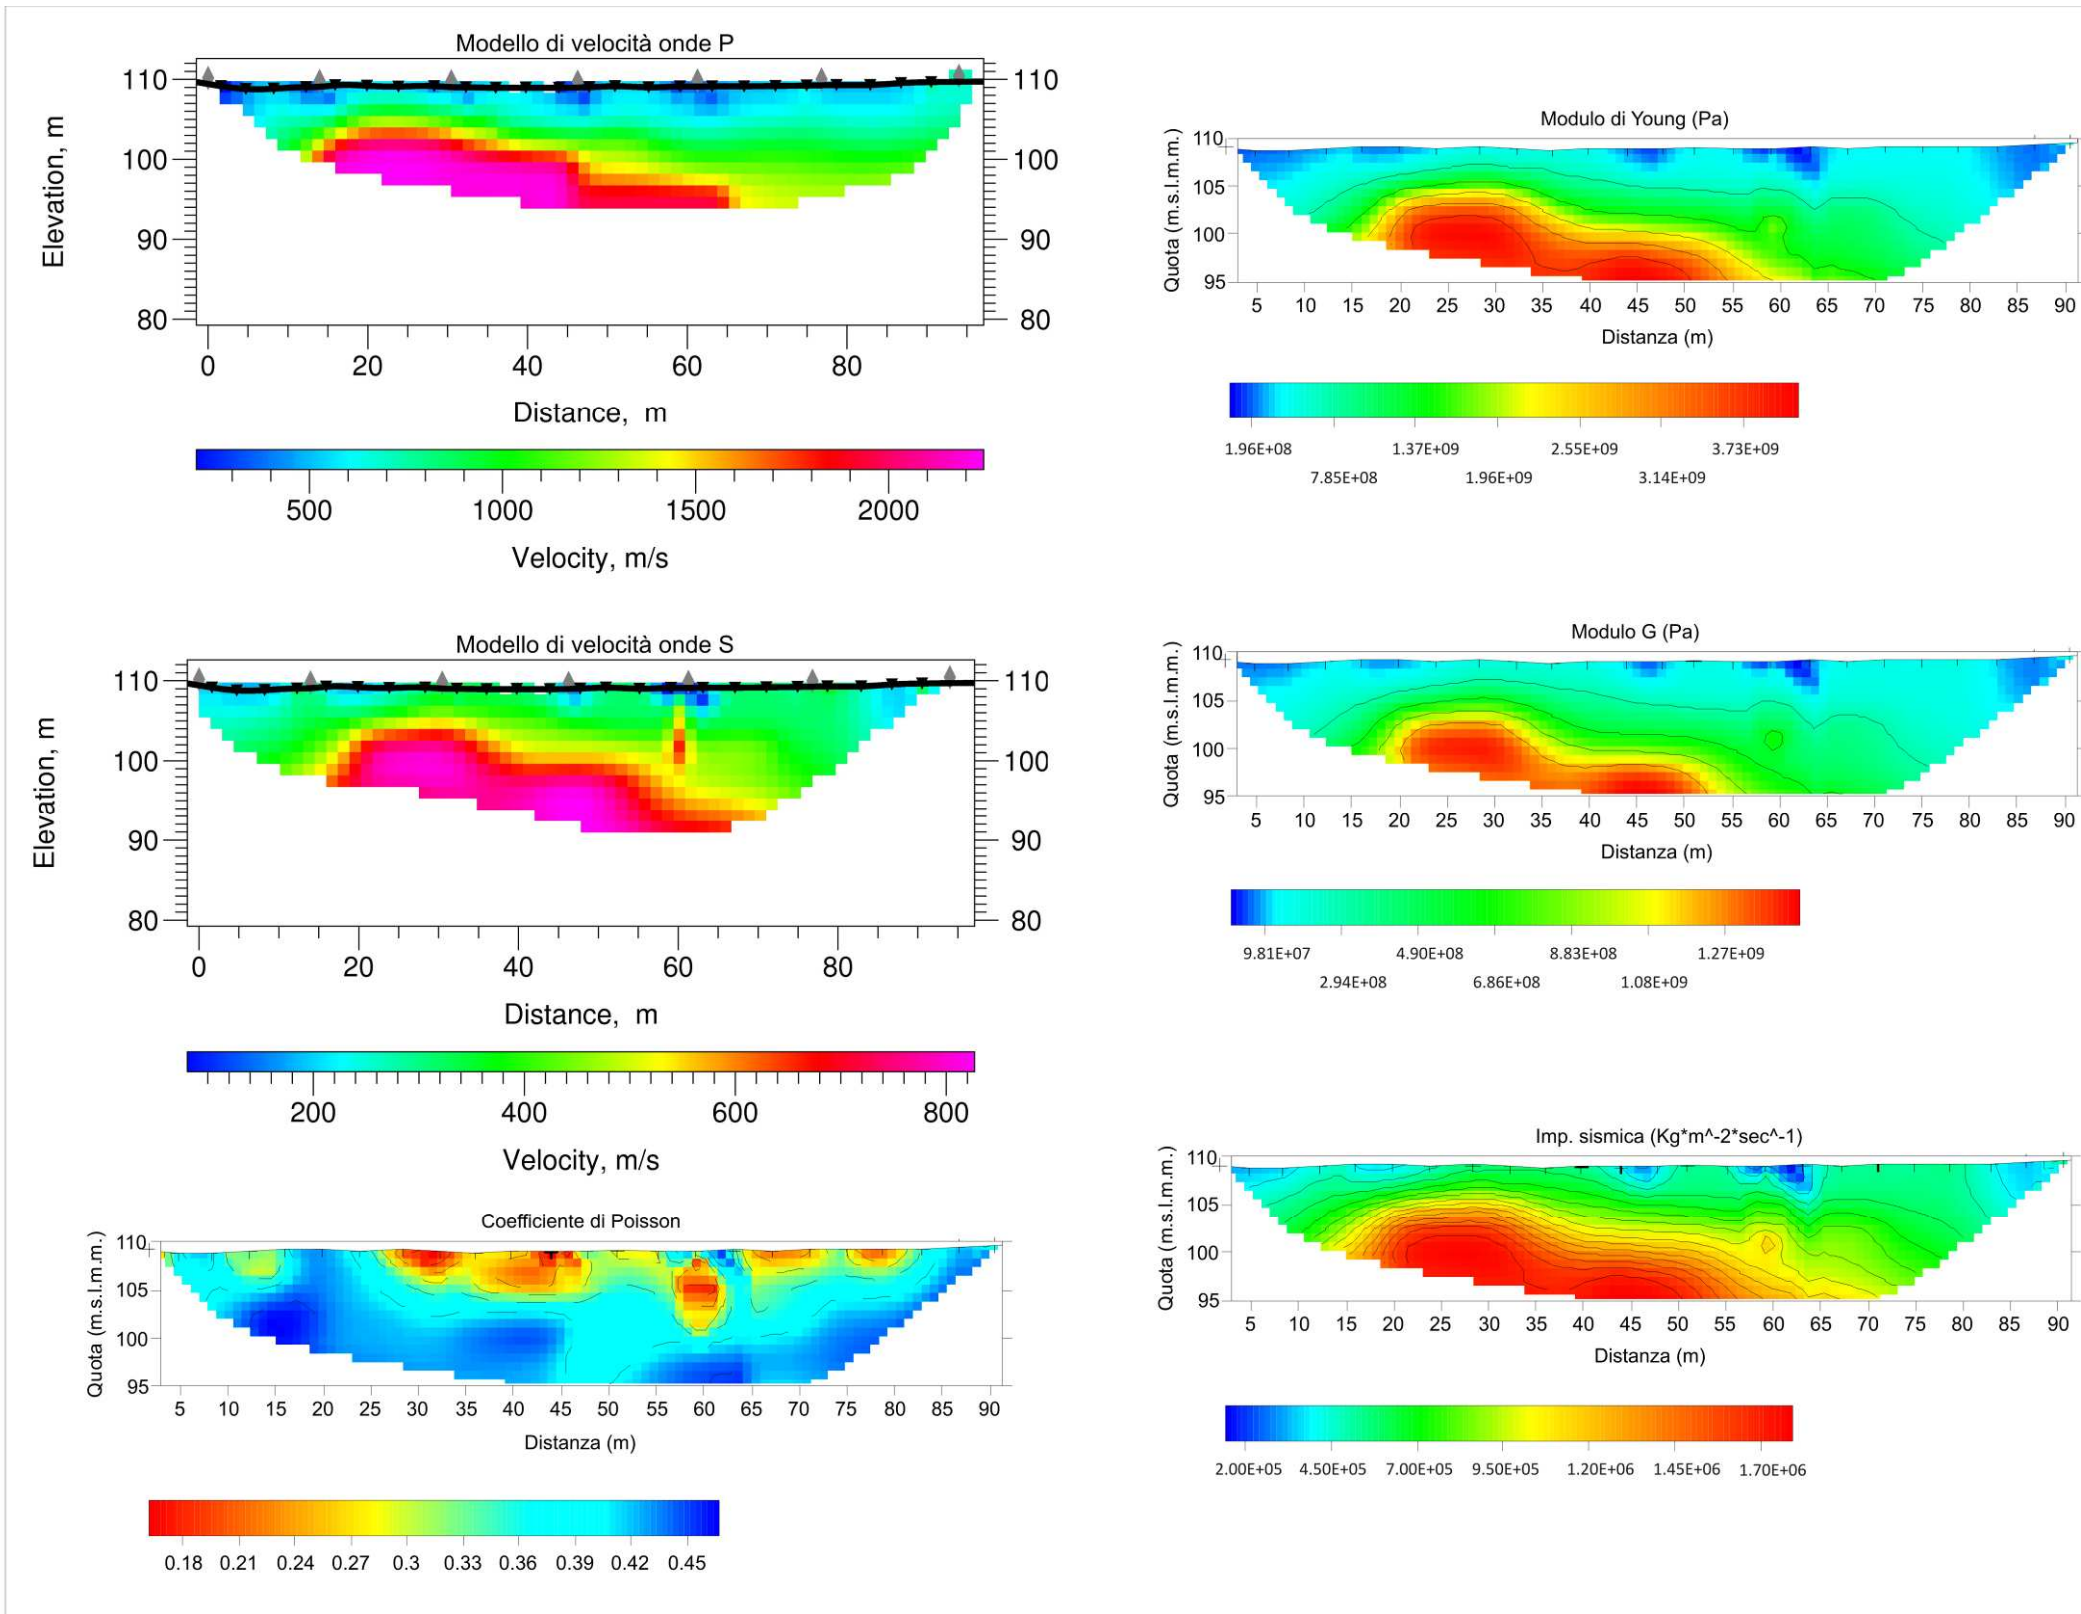 Modello di velocità onde P
110 110
100 100
90 90
80 80
Elevation, m
0 20 40 60 80
Distance, m
500 1000 1500 2000
Velocity, m/s
Modello di velocità onde S
110 110
100 100
90 90
80 80
Elevation, m
0 20 40 60 80
Distance, m
200 400 600 800
Velocity, m/s
Coefficiente di Poisson
110
105
100
95
Quota (m.s.l.m.m.)
5 10 15 20 25 30 35 40 45 50 55 60 65 70 75 80 85 90
Distanza (m)
0.18 0.21 0.24 0.27 0.3 0.33 0.36 0.39 0.42 0.45
Modulo di Young (Pa)
110
105
100
95
Quota (m.s.l.m.m.)
5 10 15 20 25 30 35 40 45 50 55 60 65 70 75 80 85 90
Distanza (m)
1.96E+08 1.37E+09 2.55E+09 3.73E+09
7.85E+08 1.96E+09 3.14E+09
Modulo G (Pa)
110
105
100
95
Quota (m.s.l.m.m.)
5 10 15 20 25 30 35 40 45 50 55 60 65 70 75 80 85 90
Distanza (m)
9.81E+07 4.90E+08 8.83E+08 1.27E+09
2.94E+08 6.86E+08 1.08E+09
Imp. sismica (Kg*m^-2*sec^-1)
110
105
100
95
Quota (m.s.l.m.m.)
5 10 15 20 25 30 35 40 45 50 55 60 65 70 75 80 85 90
Distanza (m)
2.00E+05 4.50E+05 7.00E+05 9.50E+05 1.20E+06 1.45E+06 1.70E+06